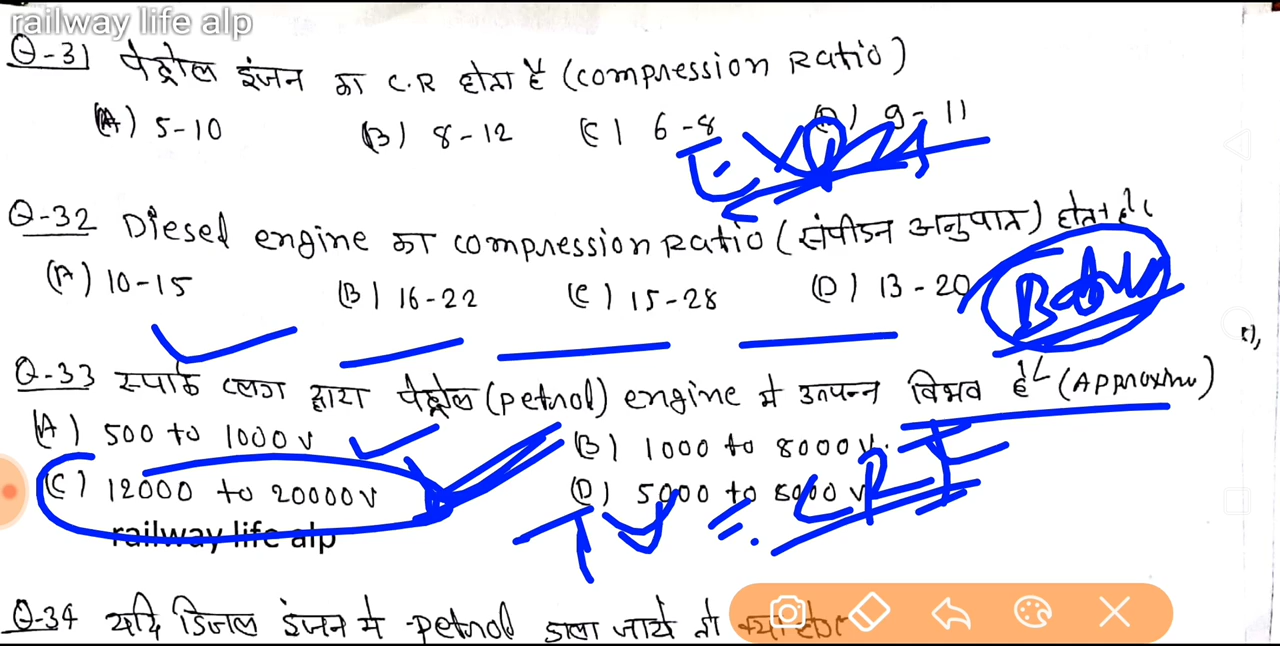 railway life alp
Q-31 पेट्रोल इंजन का C.R होता है (compression Ratio)
(A) 5-10 (B) 8-12 (C) 6-8 (D) 9-11
Q-32 Diesel engine का compression Ratio (संपीडन अनुपात) होता है
(A) 10-15 (B) 16-22 (C) 15-28 (D) 13-20
Q-33 स्पार्क प्लग द्वारा पेट्रोल (petrol) engine मे उत्पन्न विभव है (Approx
(A) 500 to 1000 V (B) 1000 to 8000 V
(C) 12000 to 20000 V (D) 5000 to 8000 V
railway life alp
Q-34 यदि डिजल इंजन मे petrol डाला जाये तो क्या